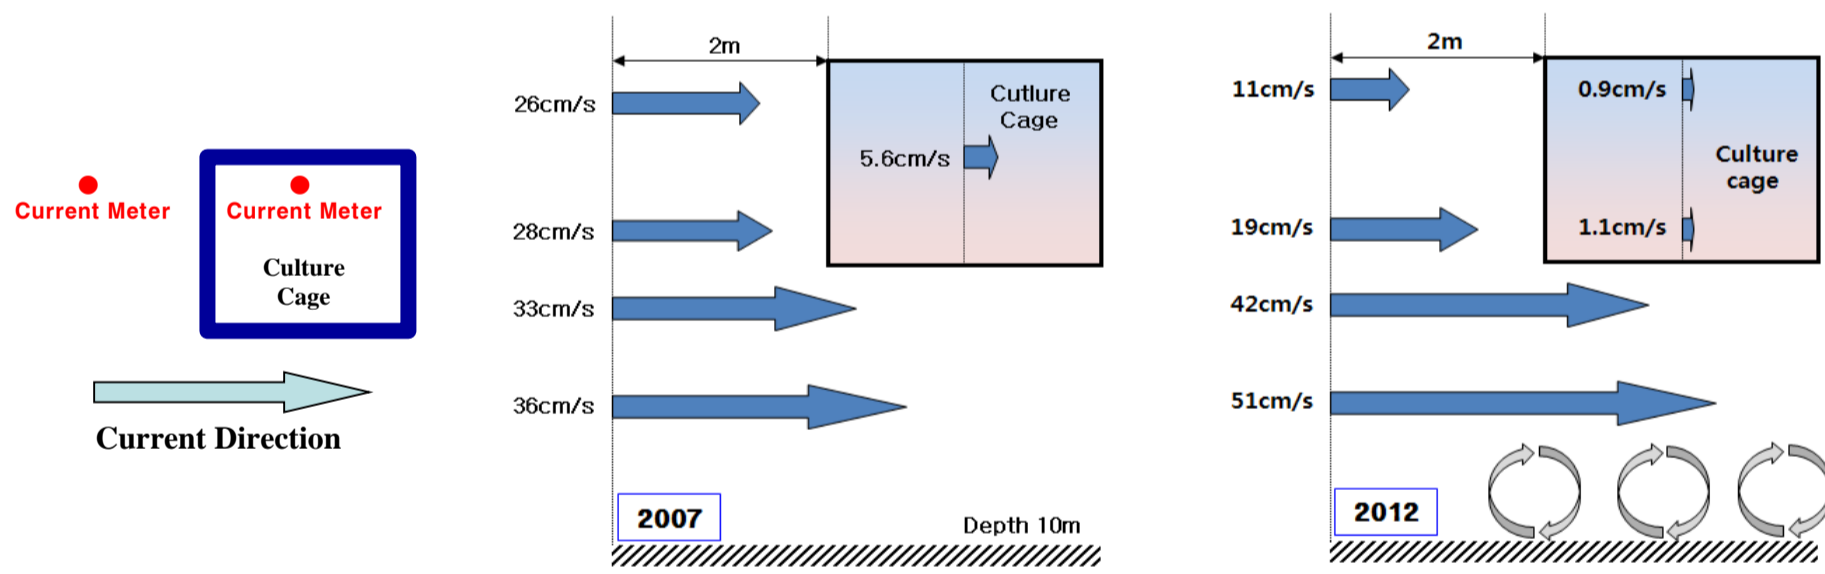 Current Meter
Current Meter
Culture
Cage
Current Direction
2m
26cm/s
Cutlure
Cage
5.6cm/s
28cm/s
33cm/s
36cm/s
2007
Depth 10m
2m
11cm/s
0.9cm/s
Culture
cage
19cm/s
1.1cm/s
42cm/s
51cm/s
2012